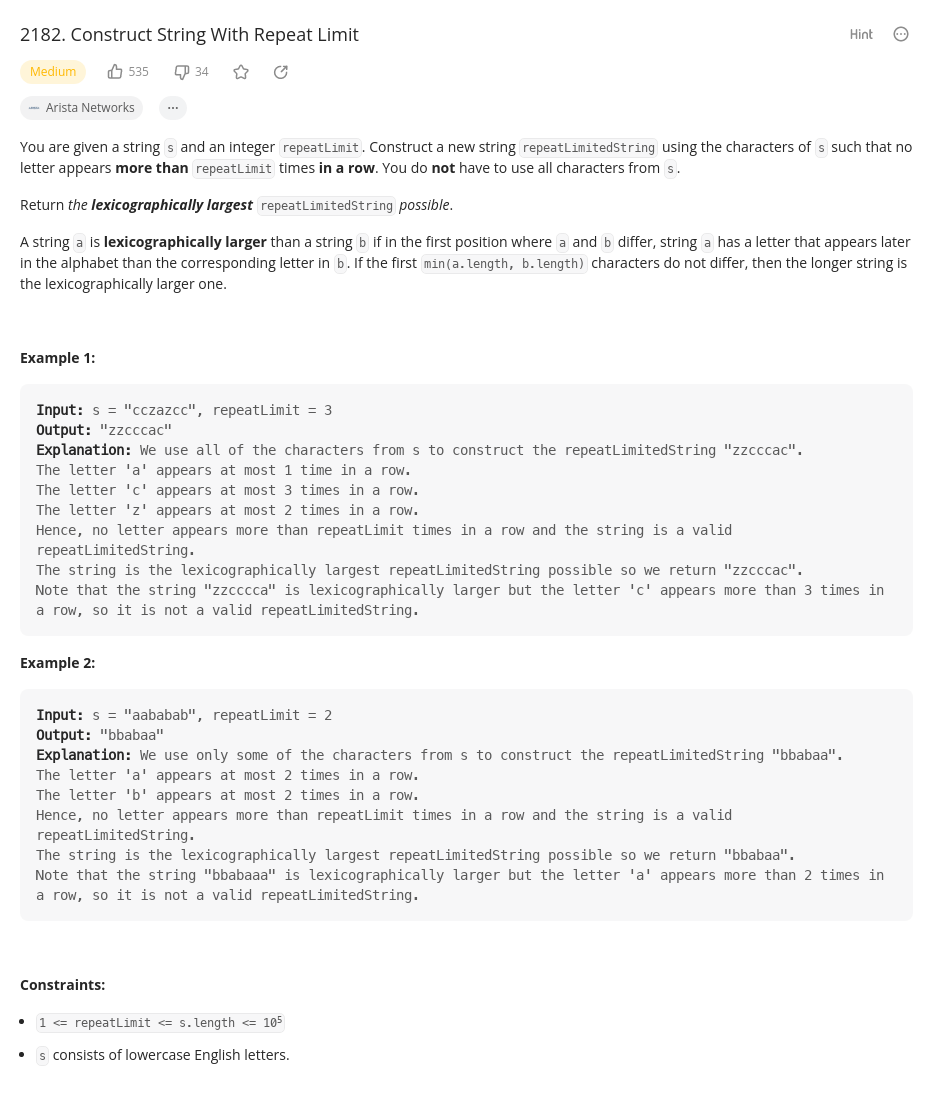 2182. Construct String With Repeat Limit
Hint
Medium
535
34
Arista Networks
...
You are given a string s and an integer repeatLimit. Construct a new string repeatLimitedString using the characters of s such that no
letter appears more than repeatLimit times in a row. You do not have to use all characters from s.
Return the lexicographically largest repeatLimitedString possible.
A string a is lexicographically larger than a string b if in the first position where a and b differ, string a has a letter that appears later
in the alphabet than the corresponding letter in b. If the first min(a.length, b.length) characters do not differ, then the longer string is
the lexicographically larger one.
Example 1:
Input: s = "cczazcc", repeatLimit = 3
Output: "zzcccac"
Explanation: We use all of the characters from s to construct the repeatLimitedString "zzcccac".
The letter 'a' appears at most 1 time in a row.
The letter 'c' appears at most 3 times in a row.
The letter 'z' appears at most 2 times in a row.
Hence, no letter appears more than repeatLimit times in a row and the string is a valid
repeatLimitedString.
The string is the lexicographically largest repeatLimitedString possible so we return "zzcccac".
Note that the string "zzcccca" is lexicographically larger but the letter 'c' appears more than 3 times in
a row, so it is not a valid repeatLimitedString.
Example 2:
Input: s = "aababab", repeatLimit = 2
Output: "bbabaa"
Explanation: We use only some of the characters from s to construct the repeatLimitedString "bbabaa".
The letter 'a' appears at most 2 times in a row.
The letter 'b' appears at most 2 times in a row.
Hence, no letter appears more than repeatLimit times in a row and the string is a valid
repeatLimitedString.
The string is the lexicographically largest repeatLimitedString possible so we return "bbabaa".
Note that the string "bbabaaa" is lexicographically larger but the letter 'a' appears more than 2 times in
a row, so it is not a valid repeatLimitedString.
Constraints:
• 1 <= repeatLimit <= s.length <= 10⁵
• s consists of lowercase English letters.